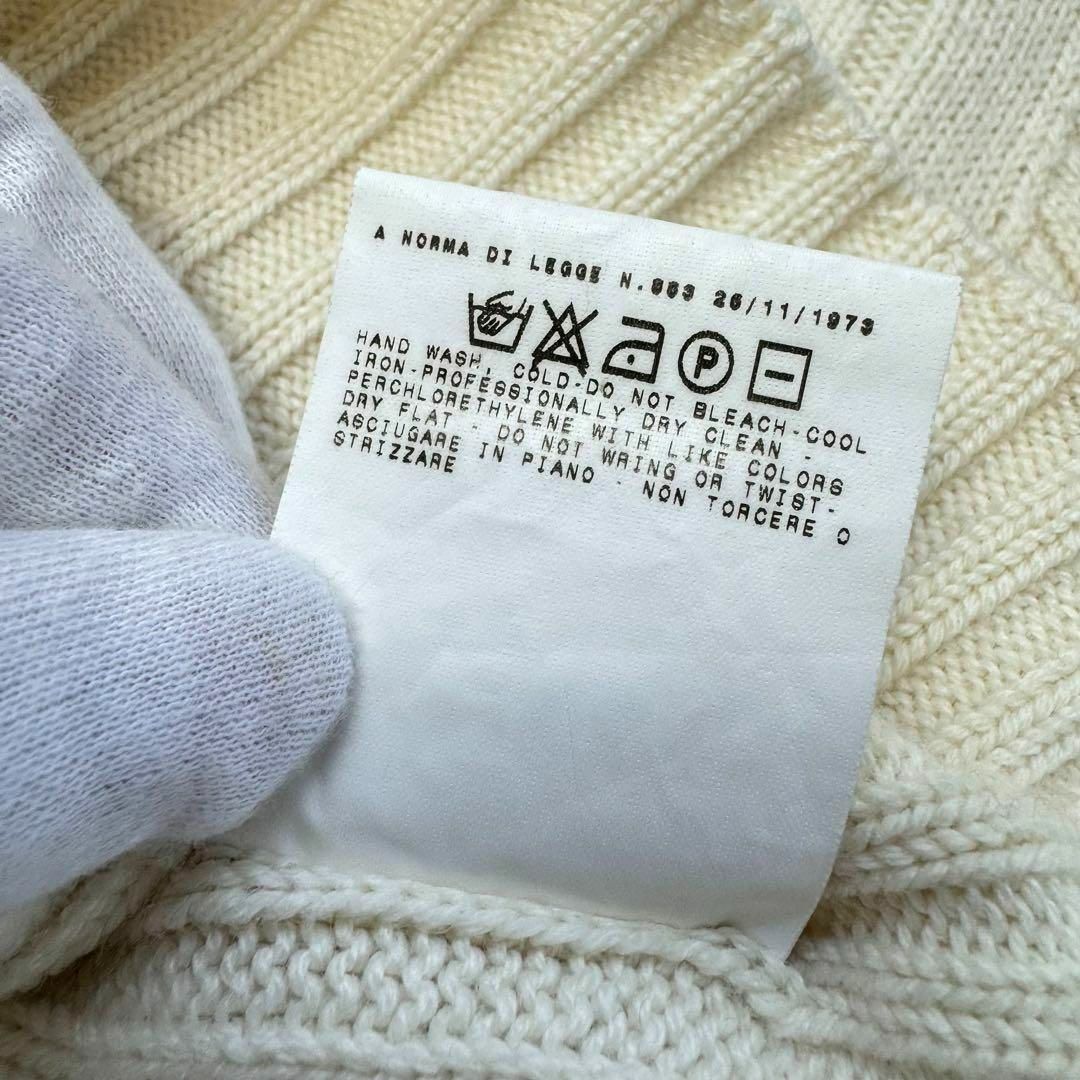 A NORMA DI LEGGE N.883 26/11/1973
P
HAND WASH, COLD-DO NOT BLEACH-COOL
IRON-PROFESSIONALLY DRY CLEAN -
PERCHLORETHYLENE WITH LIKE COLORS
DRY FLAT - DO NOT WRING OR TWIST-
ASCIUGARE IN PIANO - NON TORCERE O
STRIZZARE